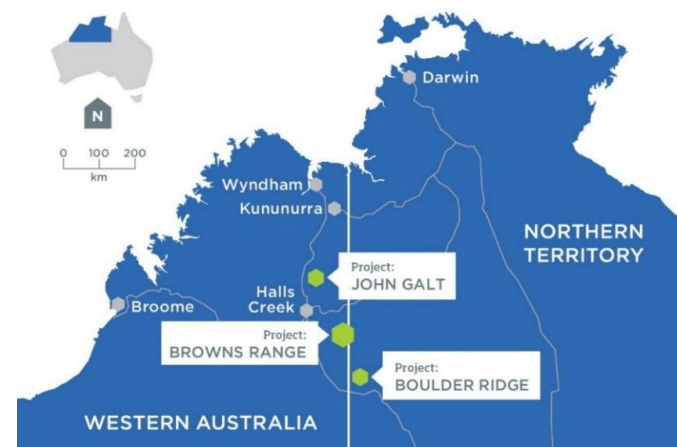 N
0 100 200
km
Darwin
Wyndham
Kununurra
NORTHERN
TERRITORY
Project:
JOHN GALT
Halls
Creek
Broome
Project:
BROWNS RANGE
Project:
BOULDER RIDGE
WESTERN AUSTRALIA